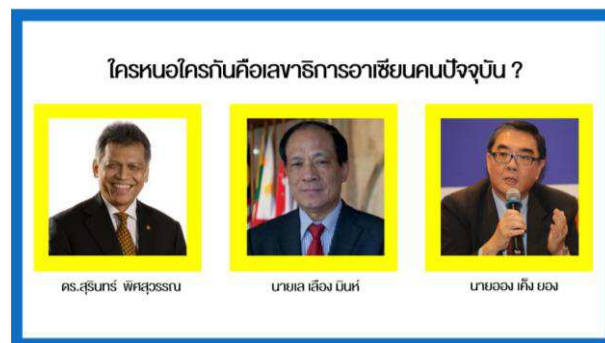 ใครหนอใครกันคือเลขาธิการอาเซียนคนปัจจุบัน ?
ดร.สุรินทร์ พิศสุวรรณ
นายเล เลือง มินห์
นายออง เค็ง ยอง